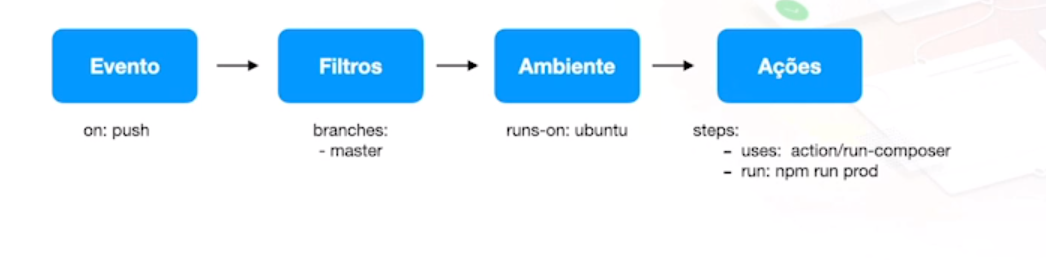 Evento
Filtros
Ambiente
Ações
on: push
branches:
- master
runs-on: ubuntu
steps:
- uses: action/run-composer
- run: npm run prod